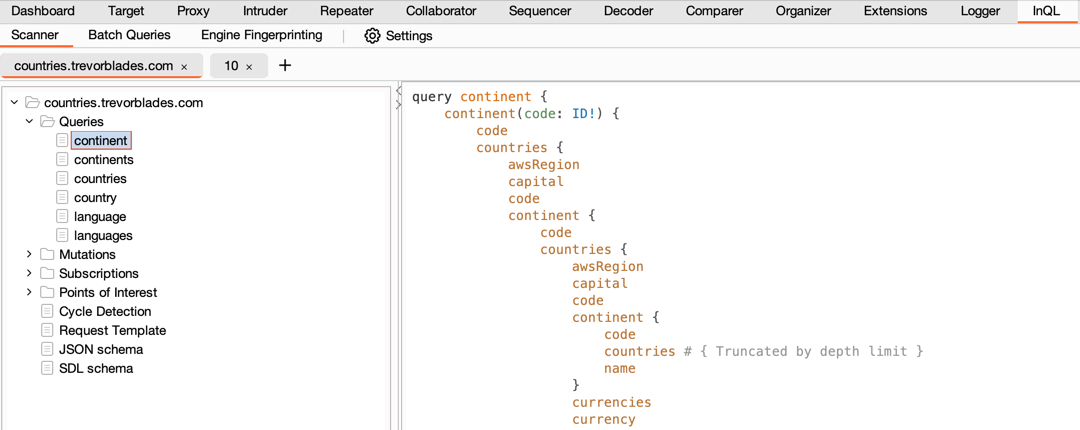 Dashboard Target Proxy Intruder Repeater Collaborator Sequencer Decoder Comparer Organizer Extensions Logger InQL
Scanner Batch Queries Engine Fingerprinting Settings
countries.trevorblades.com × 10 × +
countries.trevorblades.com
Queries
continent
continents
countries
country
language
languages
Mutations
Subscriptions
Points of Interest
Cycle Detection
Request Template
JSON schema
SDL schema
query continent {
continent(code: ID!) {
code
countries {
awsRegion
capital
code
continent {
code
countries {
awsRegion
capital
code
continent {
code
countries # { Truncated by depth limit }
name
}
currencies
currency